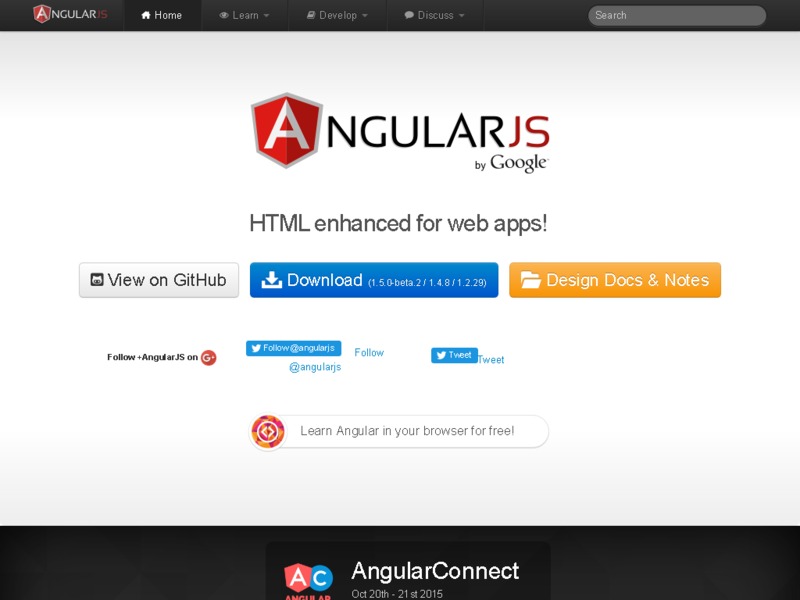 ANGULARJS Home Learn Develop Discuss Search
ANGULARJS
by Google
HTML enhanced for web apps!
View on GitHub Download (1.5.0-beta.2 / 1.4.8 / 1.2.29) Design Docs & Notes
Follow +AngularJS on G+ Follow @angularjs Follow @angularjs Tweet Tweet
Learn Angular in your browser for free!
AC
ANGULAR
AngularConnect
Oct 20th - 21st 2015